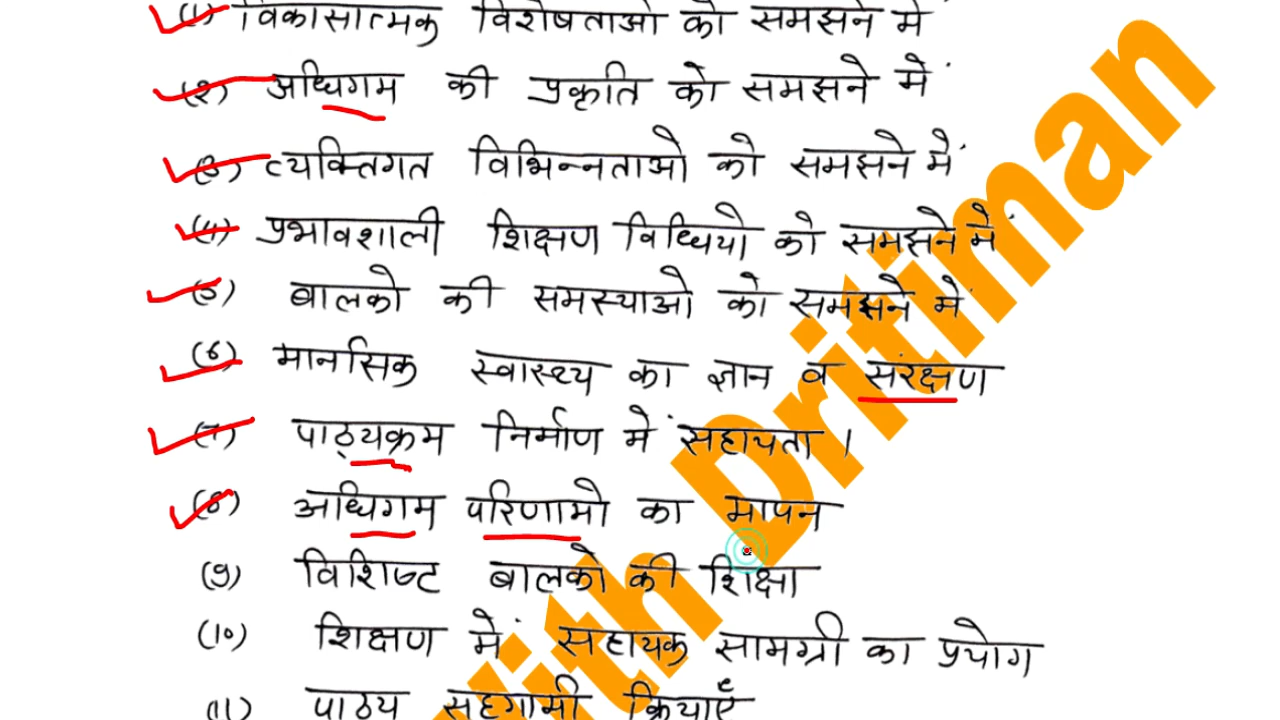 (1) विकासात्मक विशेषताओ को समझने में
(2) अधिगम की प्रकृति को समझने में
(3) व्यक्तिगत विभिन्नताओ को समझने में
(4) प्रभावशाली शिक्षण विधियो को समझने में
(5) बालको की समस्याओ को समझने में
(6) मानसिक स्वास्थ्य का ज्ञान व संरक्षण
(7) पाठ्यक्रम निर्माण में सहायता ।
(8) अधिगम परिणामो का मापन
(9) विशिष्ट बालको की शिक्षा
(10) शिक्षण में सहायक सामग्री का प्रयोग
(11) पाठ्य सहगामी क्रियाएँ
ith Dritiman